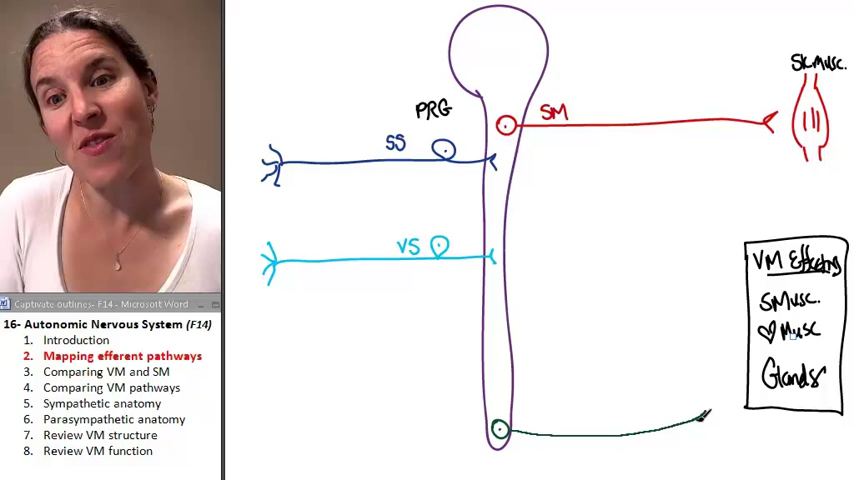 PRG
SM
SK Musc.
SS
VS
VM Effectors
SMusc.
♡ Musc
Glands
Captivate outlines- F14 - Microsoft Word
16- Autonomic Nervous System (F14)
1. Introduction
2. Mapping efferent pathways
3. Comparing VM and SM
4. Comparing VM pathways
5. Sympathetic anatomy
6. Parasympathetic anatomy
7. Review VM structure
8. Review VM function